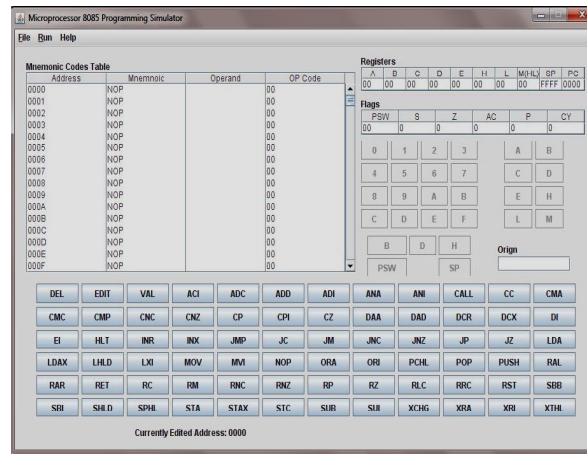 Microprocessor 8085 Programming Simulator
File Run Help
Mnemonic Codes Table
Address Mnemnoic Operand OP Code
0000 NOP 00
0001 NOP 00
0002 NOP 00
0003 NOP 00
0004 NOP 00
0005 NOP 00
0006 NOP 00
0007 NOP 00
0008 NOP 00
0009 NOP 00
000A NOP 00
000B NOP 00
000C NOP 00
000D NOP 00
000E NOP 00
000F NOP 00
Registers
A B C D E H L M(HL) SP PC
00 00 00 00 00 00 00 00 FFFF 0000
Flags
PSW S Z AC P CY
00 0 0 0 0 0
0 1 2 3 A B
4 5 6 7 C D
8 9 A B E H
C D E F L M
B D H
PSW SP
Orign
DEL EDIT VAL ACI ADC ADD ADI ANA ANI CALL CC CMA
CMC CMP CNC CNZ CP CPI CZ DAA DAD DCR DCX DI
EI HLT INR INX JMP JC JM JNC JNZ JP JZ LDA
LDAX LHLD LXI MOV MVI NOP ORA ORI PCHL POP PUSH RAL
RAR RET RC RM RNC RNZ RP RZ RLC RRC RST SBB
SBI SHLD SPHL STA STAX STC SUB SUI XCHG XRA XRI XTHL
Currently Edited Address: 0000